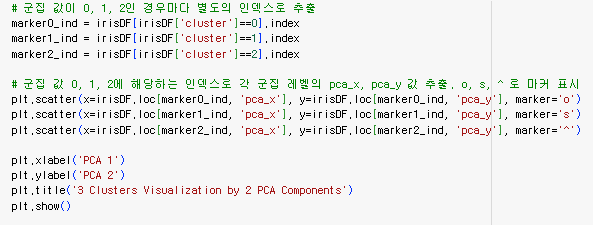 # 군집 값이 0, 1, 2인 경우마다 별도의 인덱스로 추출
marker0_ind = irisDF[irisDF['cluster']==0].index
marker1_ind = irisDF[irisDF['cluster']==1].index
marker2_ind = irisDF[irisDF['cluster']==2].index
# 군집 값 0, 1, 2에 해당하는 인덱스로 각 군집 레벨의 pca_x, pca_y 값 추출. o, s, ^ 로 마커 표시
plt.scatter(x=irisDF.loc[marker0_ind, 'pca_x'], y=irisDF.loc[marker0_ind, 'pca_y'], marker='o')
plt.scatter(x=irisDF.loc[marker1_ind, 'pca_x'], y=irisDF.loc[marker1_ind, 'pca_y'], marker='s')
plt.scatter(x=irisDF.loc[marker2_ind, 'pca_x'], y=irisDF.loc[marker2_ind, 'pca_y'], marker='^')
plt.xlabel('PCA 1')
plt.ylabel('PCA 2')
plt.title('3 Clusters Visualization by 2 PCA Components')
plt.show()